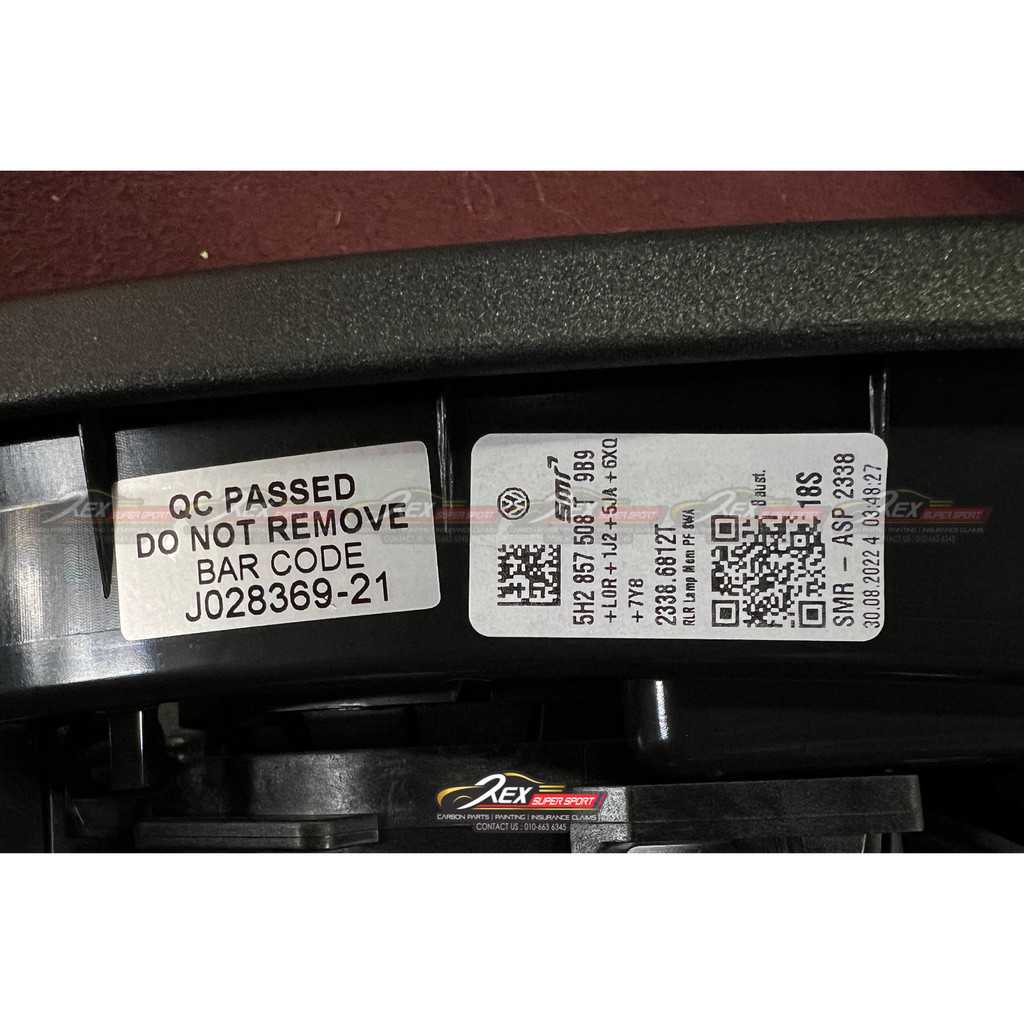 QC PASSED
DO NOT REMOVE
BAR CODE
J028369-21
SMR
5H2 857 508 T 9B9
+L0R+1J2+5JA+6XQ
+7Y8
2338.6812T
RLR Lamp Mem PF 6WA
18S
SMR - ASP 2338
30.08.2022 4 03:48:27
REX
SUPER SPORT
CARBON PARTS | PAINTING | INSURANCE CLAIMS
CONTACT US : 010-663 6345